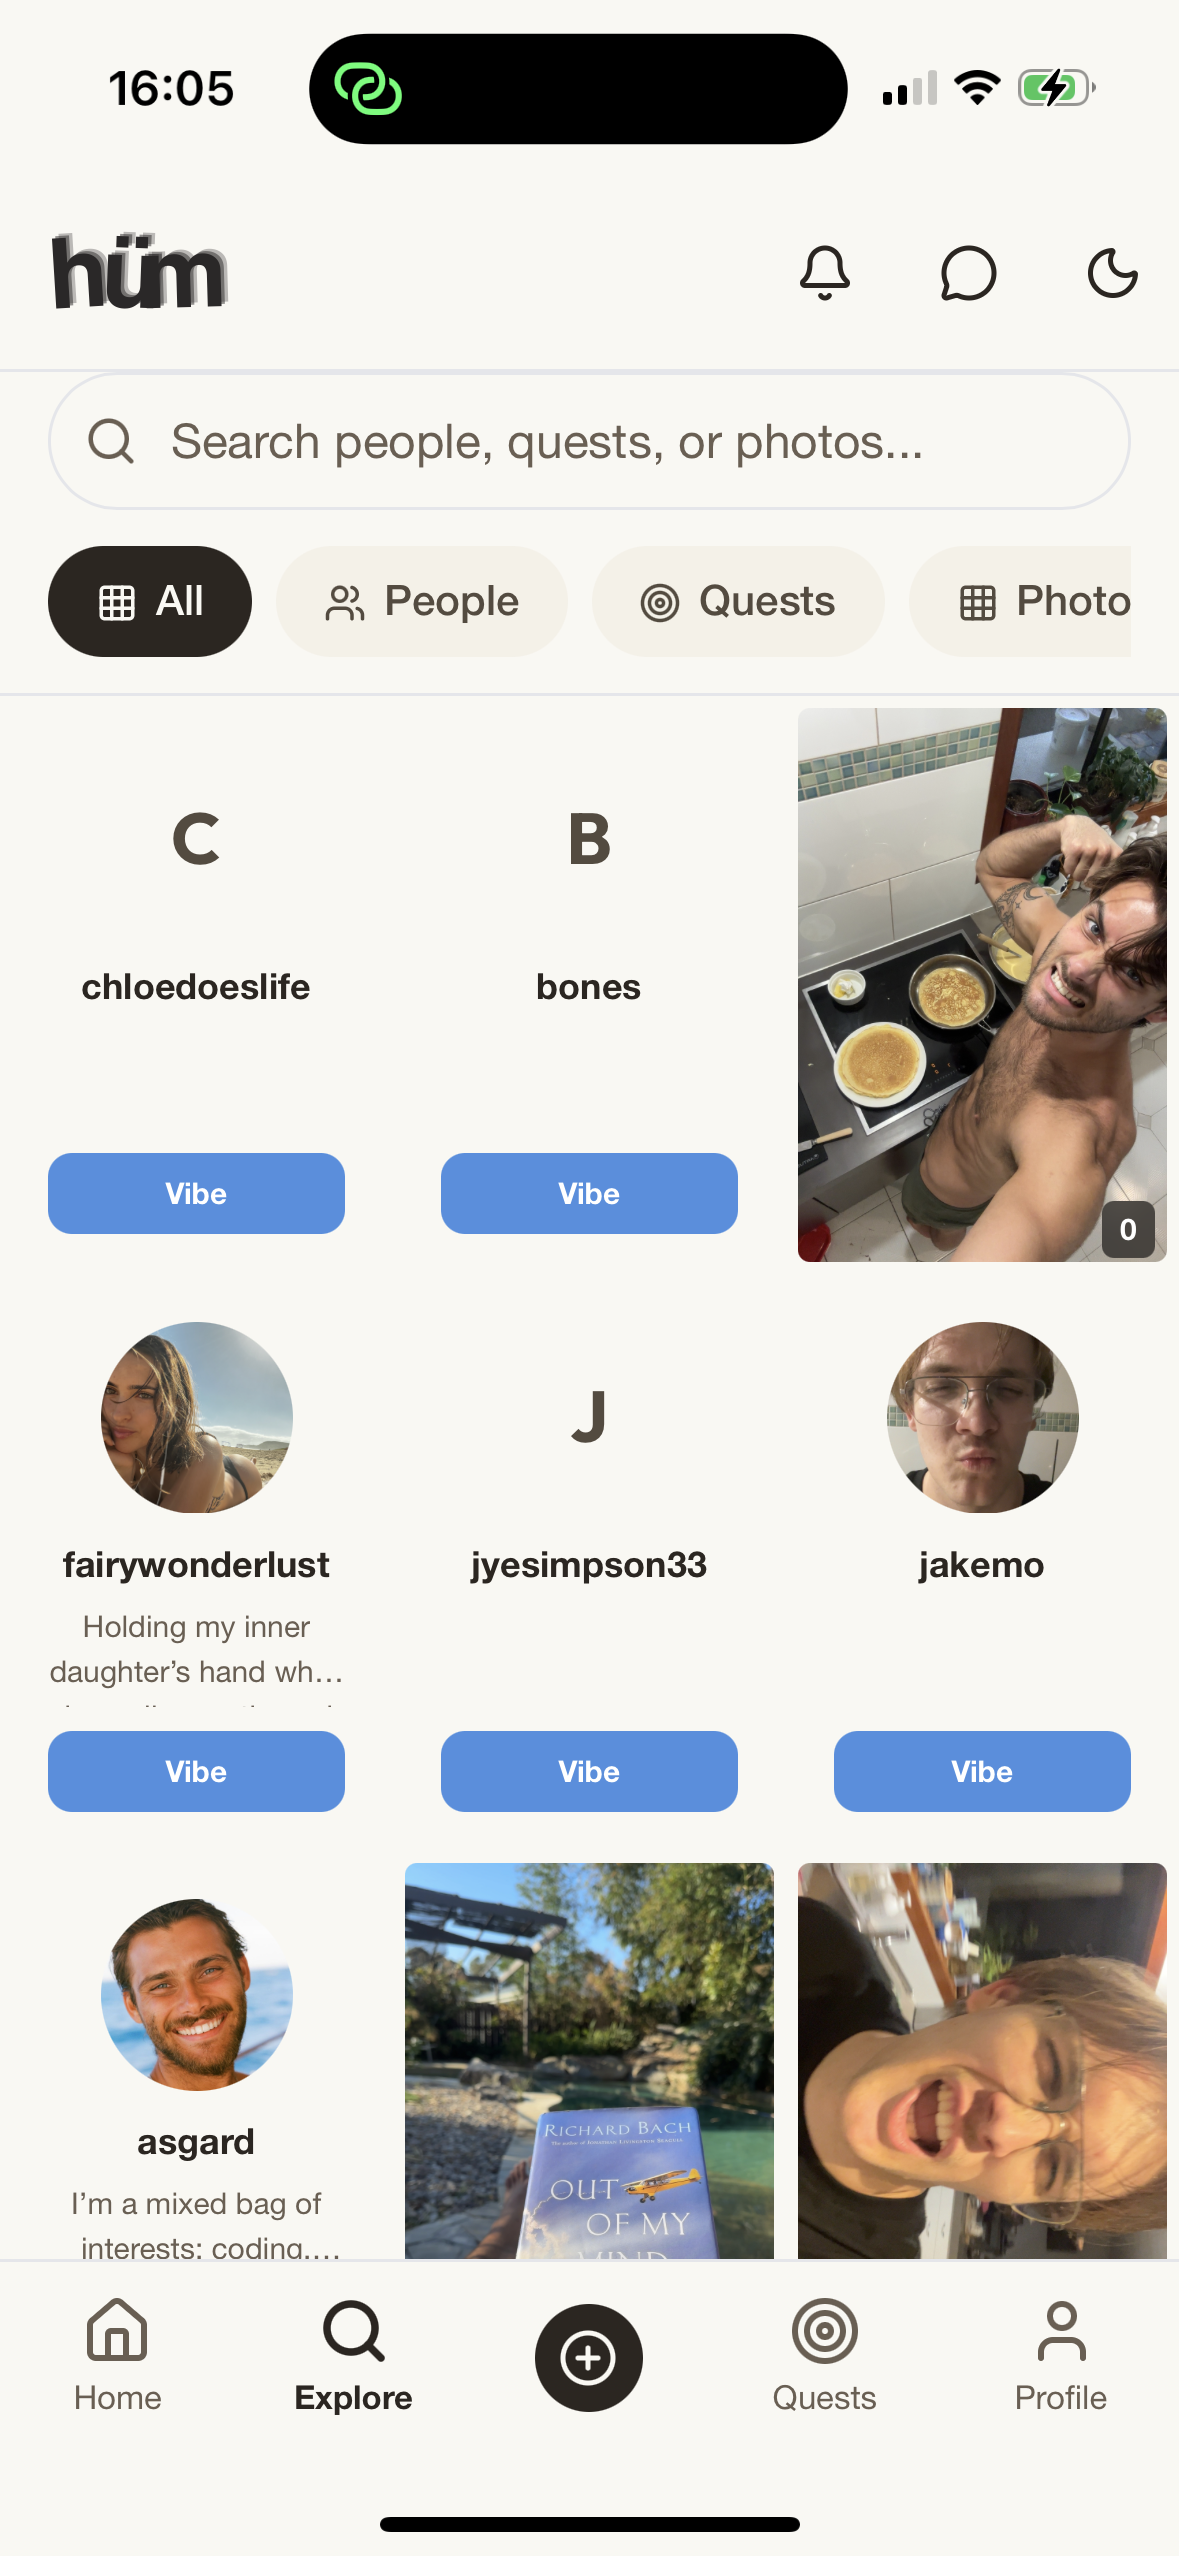 16:05
hüm
Search people, quests, or photos...
All
People
Quests
Photo
C
B
chloedoeslife
bones
Vibe
Vibe
0
J
fairywonderlust
jyesimpson33
jakemo
Holding my inner
daughter’s hand wh...
Vibe
Vibe
Vibe
asgard
I’m a mixed bag of
interests: coding,...
RICHARD BACH
OUT
OF MY
MIND
Home
Explore
Quests
Profile